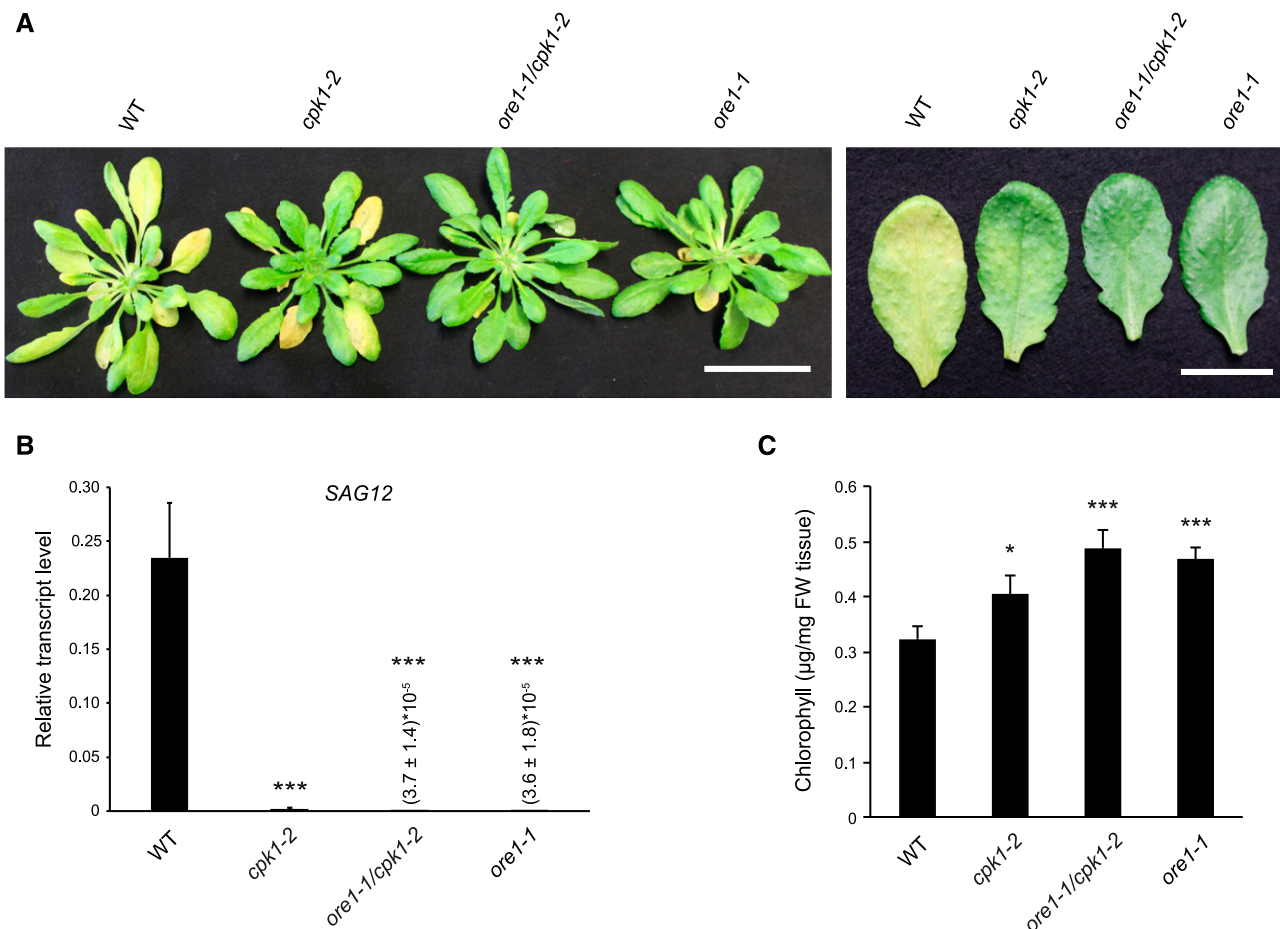 A
WT
cpk1-2
ore1-1/cpk1-2
ore1-1
WT
cpk1-2
ore1-1/cpk1-2
ore1-1
B
SAG12
Relative transcript level
0.30
0.25
0.20
0.15
0.10
0.05
0
***
***
***
(3.7 ± 1.4)*10-5
(3.6 ± 1.8)*10-5
WT
cpk1-2
ore1-1/cpk1-2
ore1-1
C
Chlorophyll (µg/mg FW tissue)
0.6
0.5
0.4
0.3
0.2
0.1
0
*
***
***
WT
cpk1-2
ore1-1/cpk1-2
ore1-1